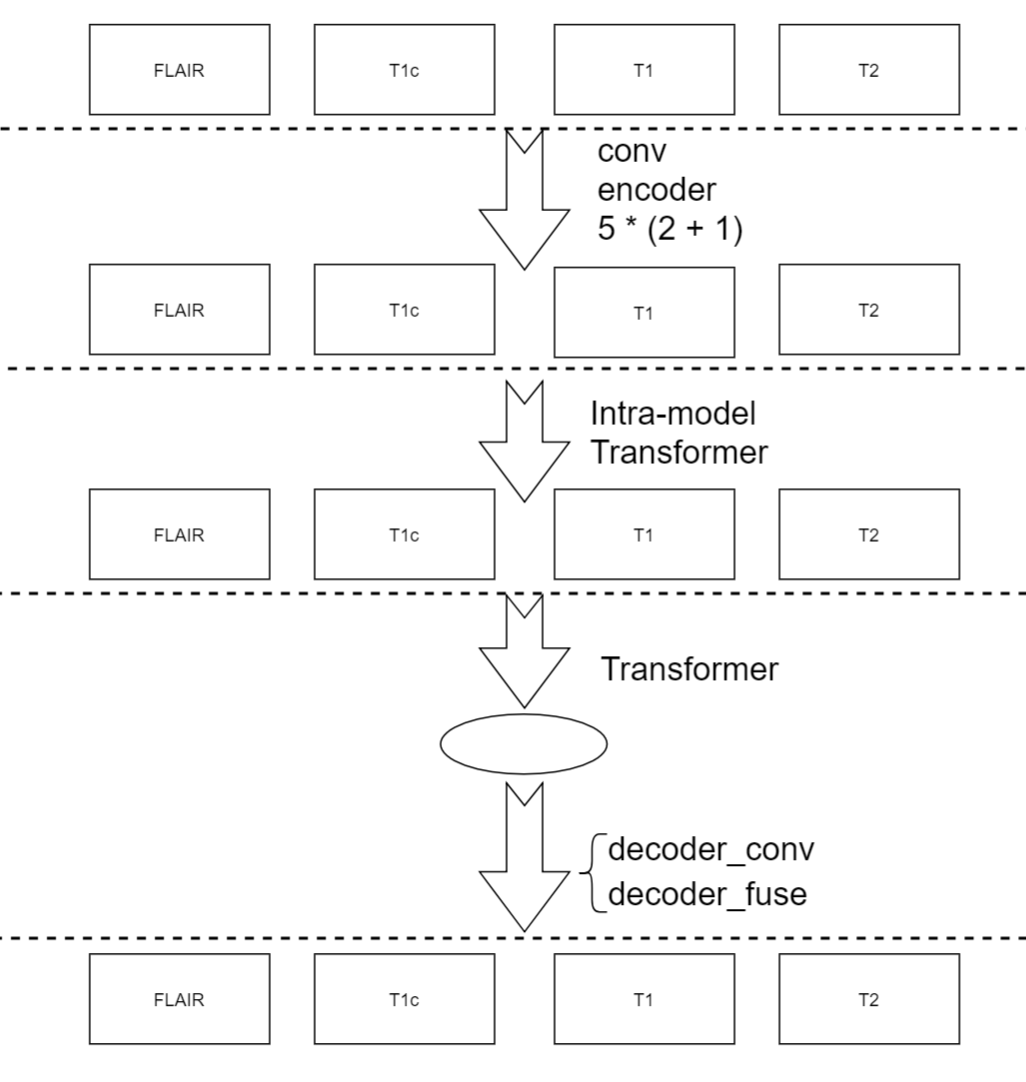 FLAIR
T1c
T1
T2
conv
encoder
5 * (2 + 1)
FLAIR
T1c
T1
T2
Intra-model
Transformer
FLAIR
T1c
T1
T2
Transformer
decoder_conv
decoder_fuse
FLAIR
T1c
T1
T2